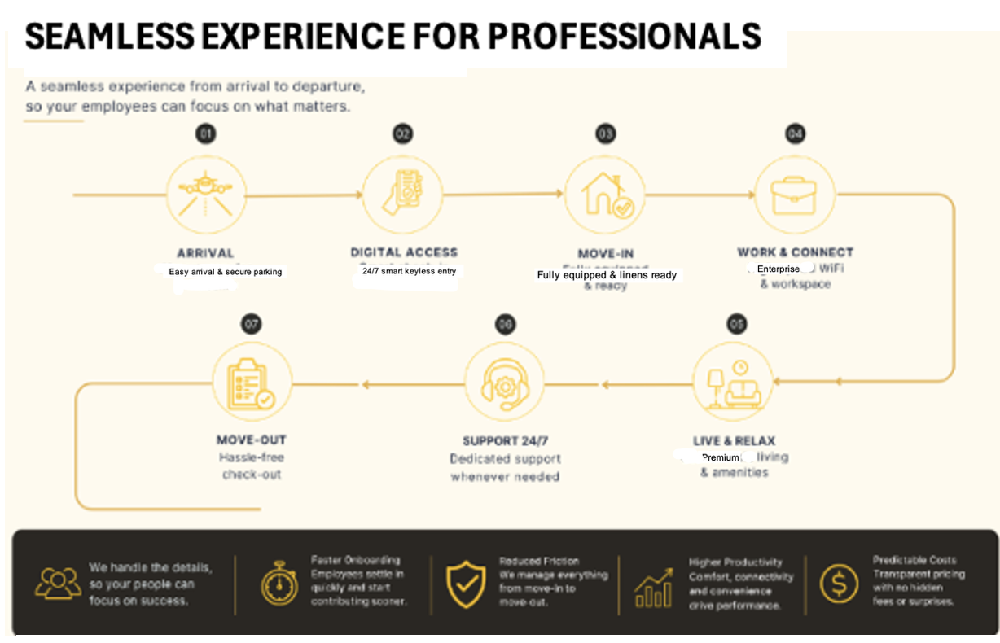 SEAMLESS EXPERIENCE FOR PROFESSIONALS
A seamless experience from arrival to departure,
so your employees can focus on what matters.
01
ARRIVAL
Easy arrival & secure parking
02
DIGITAL ACCESS
24/7 smart keyless entry
03
MOVE-IN
Fully equipped & linens ready
& ready
04
WORK & CONNECT
Enterprise WiFi
& workspace
05
LIVE & RELAX
Premium living
& amenities
06
SUPPORT 24/7
Dedicated support
whenever needed
07
MOVE-OUT
Hassle-free
check-out
We handle the details,
so your people can
focus on success.
Faster Onboarding
Employees settle in
quickly and start
contributing sooner.
Reduced Friction
We manage everything
from move-in to
move-out.
Higher Productivity
Comfort, connectivity
and convenience
drive performance.
Predictable Costs
Transparent pricing
with no hidden
fees or surprises.